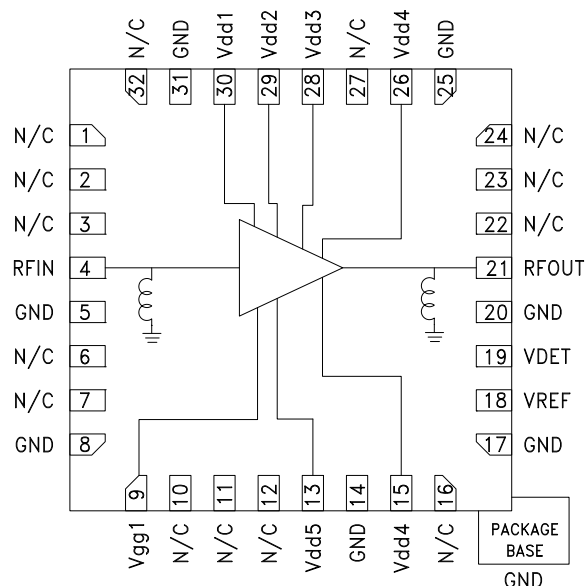 N/C GND Vdd1 Vdd2 Vdd3 N/C Vdd4 GND
32 31 30 29 28 27 26 25
N/C 1
N/C 2
N/C 3
RFIN 4
GND 5
N/C 6
N/C 7
GND 8
24 N/C
23 N/C
22 N/C
21 RFOUT
20 GND
19 VDET
18 VREF
17 GND
9 10 11 12 13 14 15 16
Vgg1 N/C N/C N/C Vdd5 GND Vdd4 N/C
PACKAGE
BASE
GND